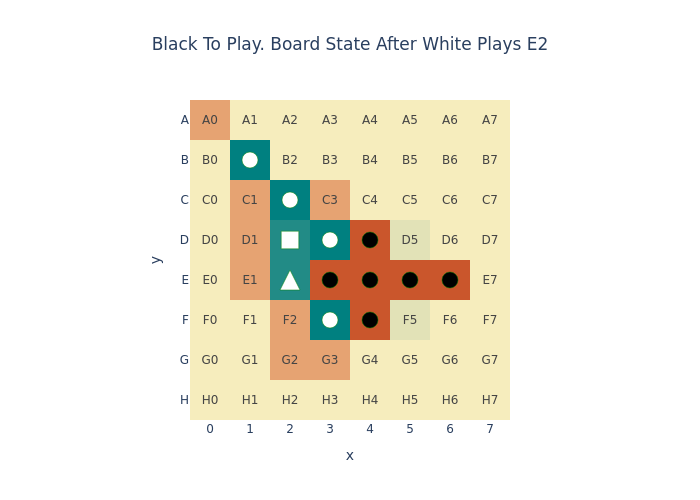 Black To Play. Board State After White Plays E2
A A0 A1 A2 A3 A4 A5 A6 A7
B B0 B2 B3 B4 B5 B6 B7
C C0 C1 C3 C4 C5 C6 C7
D D0 D1 D5 D6 D7
y
E E0 E1 E7
F F0 F1 F2 F5 F6 F7
G G0 G1 G2 G3 G4 G5 G6 G7
H H0 H1 H2 H3 H4 H5 H6 H7
0 1 2 3 4 5 6 7
x